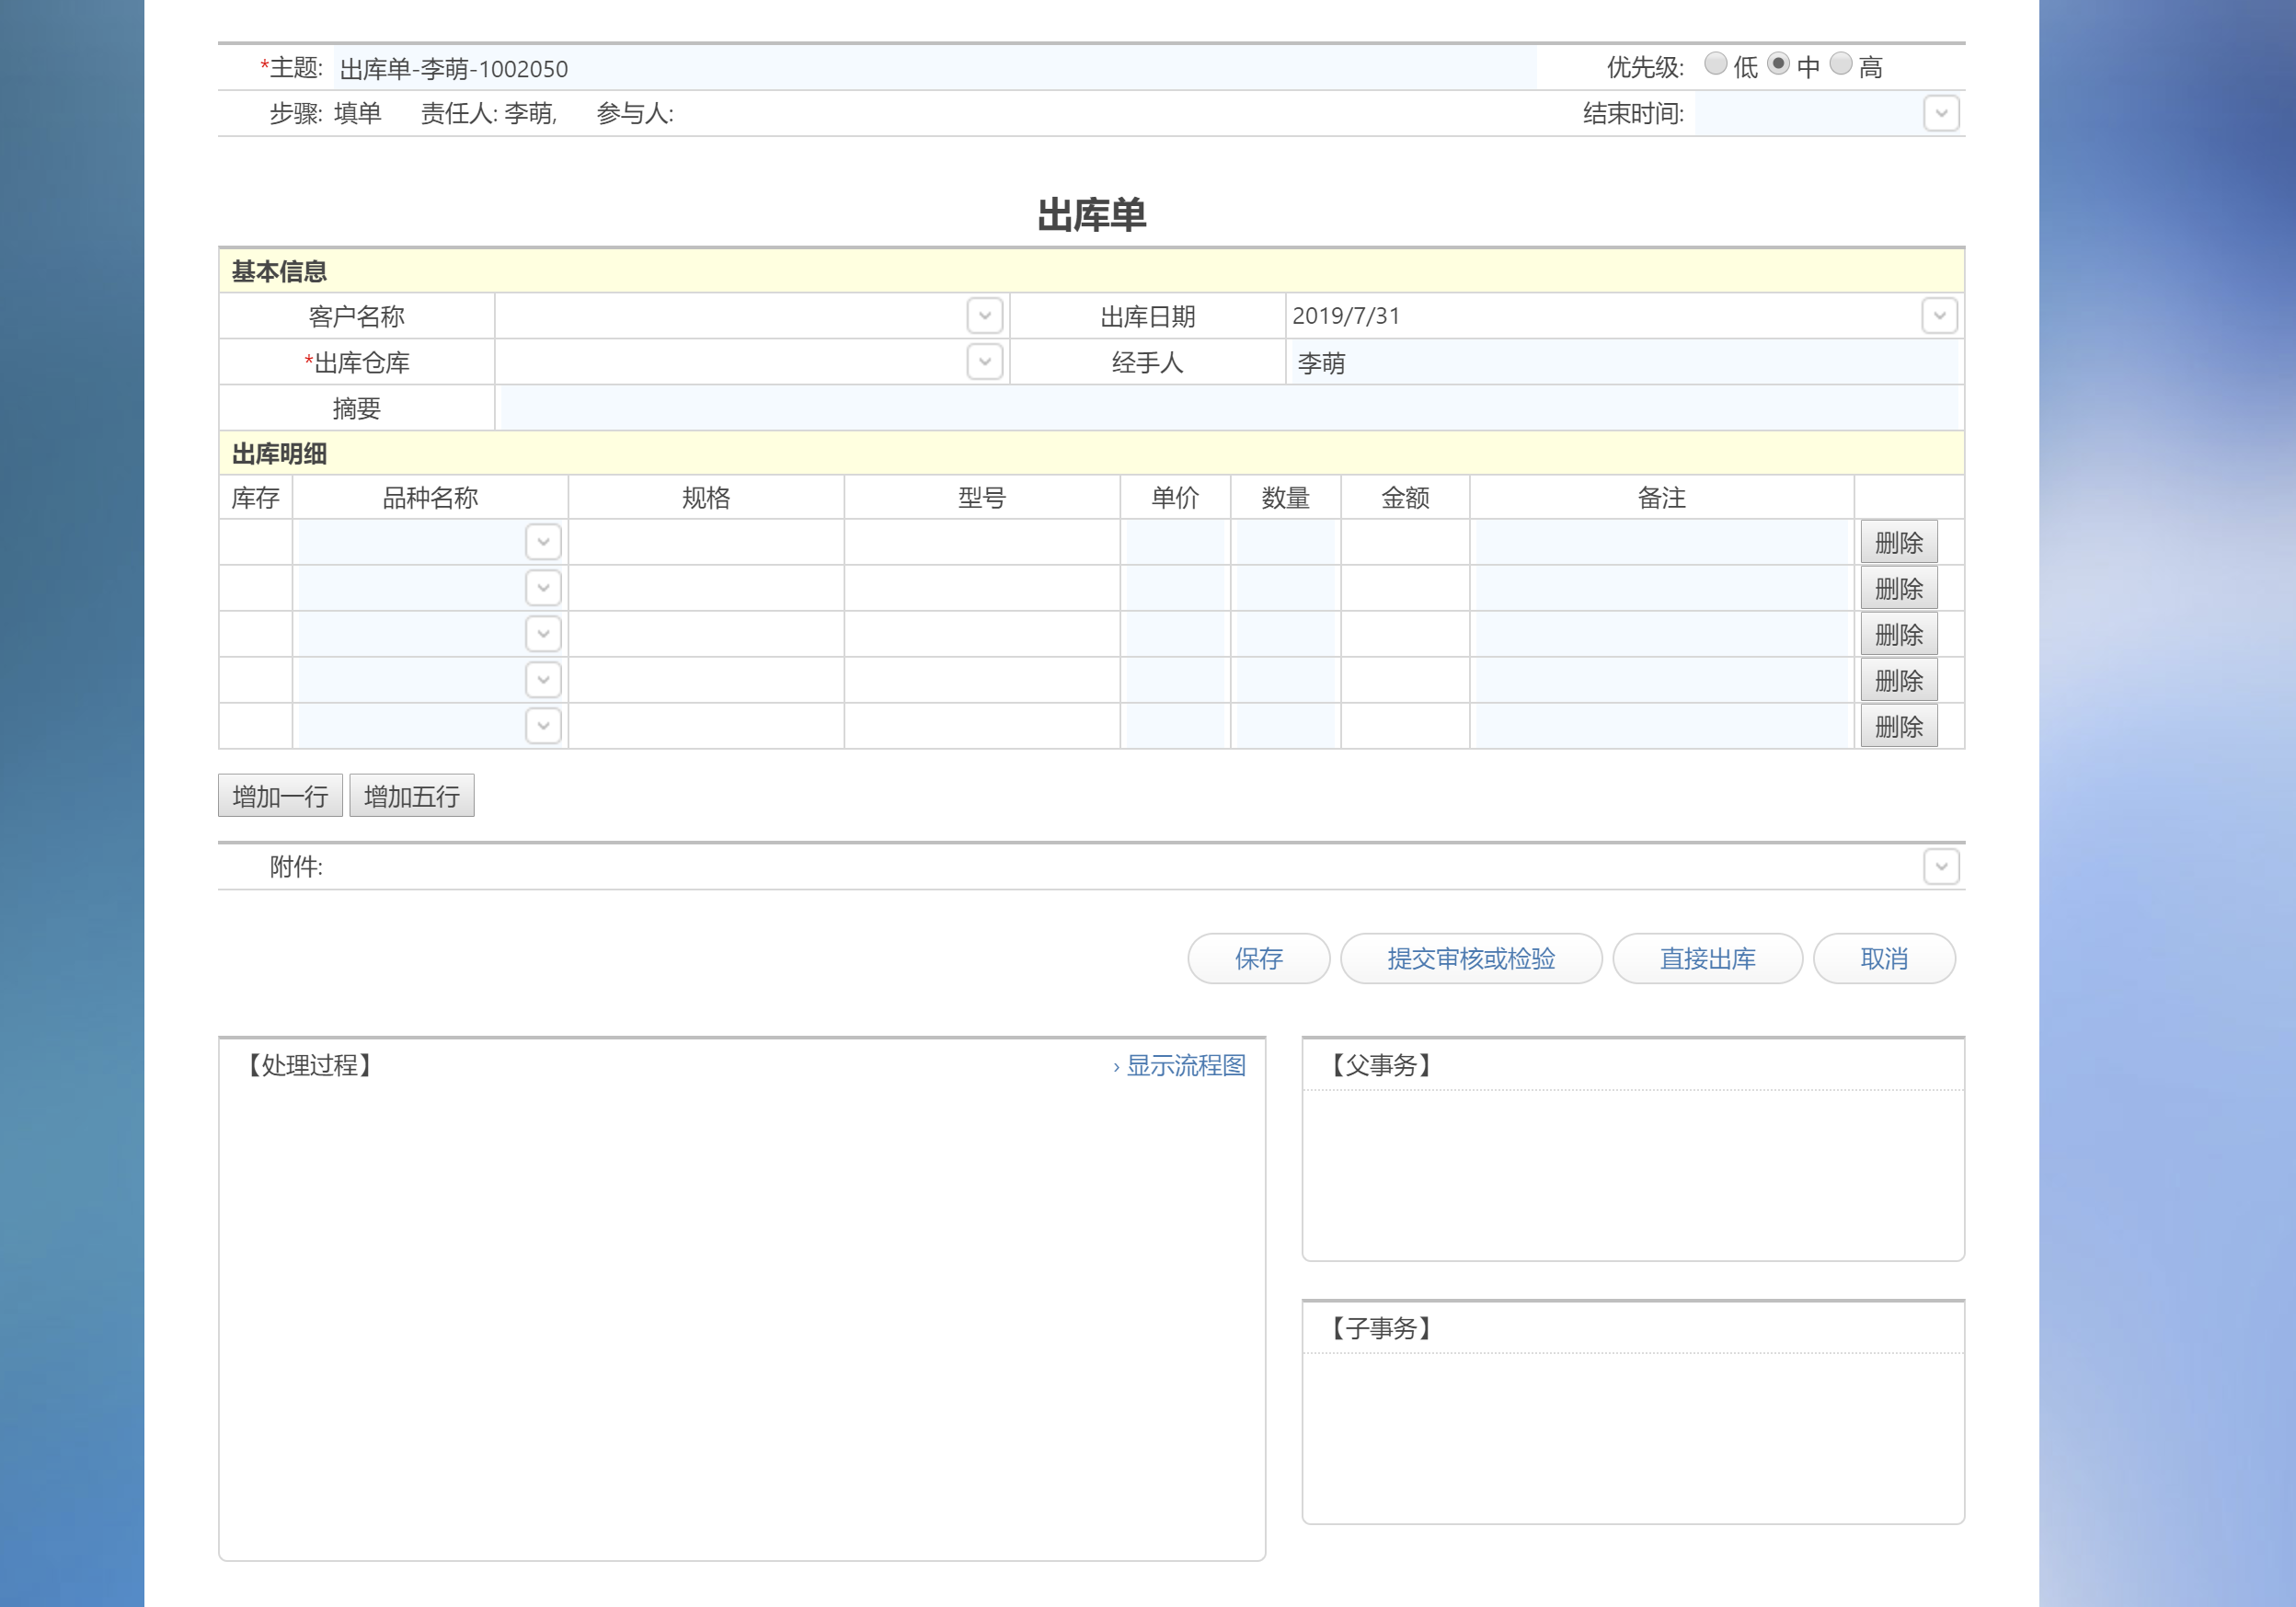 *主题: 出库单-李萌-1002050 优先级: 低 中 高
步骤: 填单 责任人: 李萌, 参与人: 结束时间:
出库单
基本信息
客户名称 出库日期 2019/7/31
*出库仓库 经手人 李萌
摘要
出库明细
库存 品种名称 规格 型号 单价 数量 金额 备注
删除
删除
删除
删除
删除
增加一行 增加五行
附件:
保存 提交审核或检验 直接出库 取消
【处理过程】 › 显示流程图 【父事务】
【子事务】